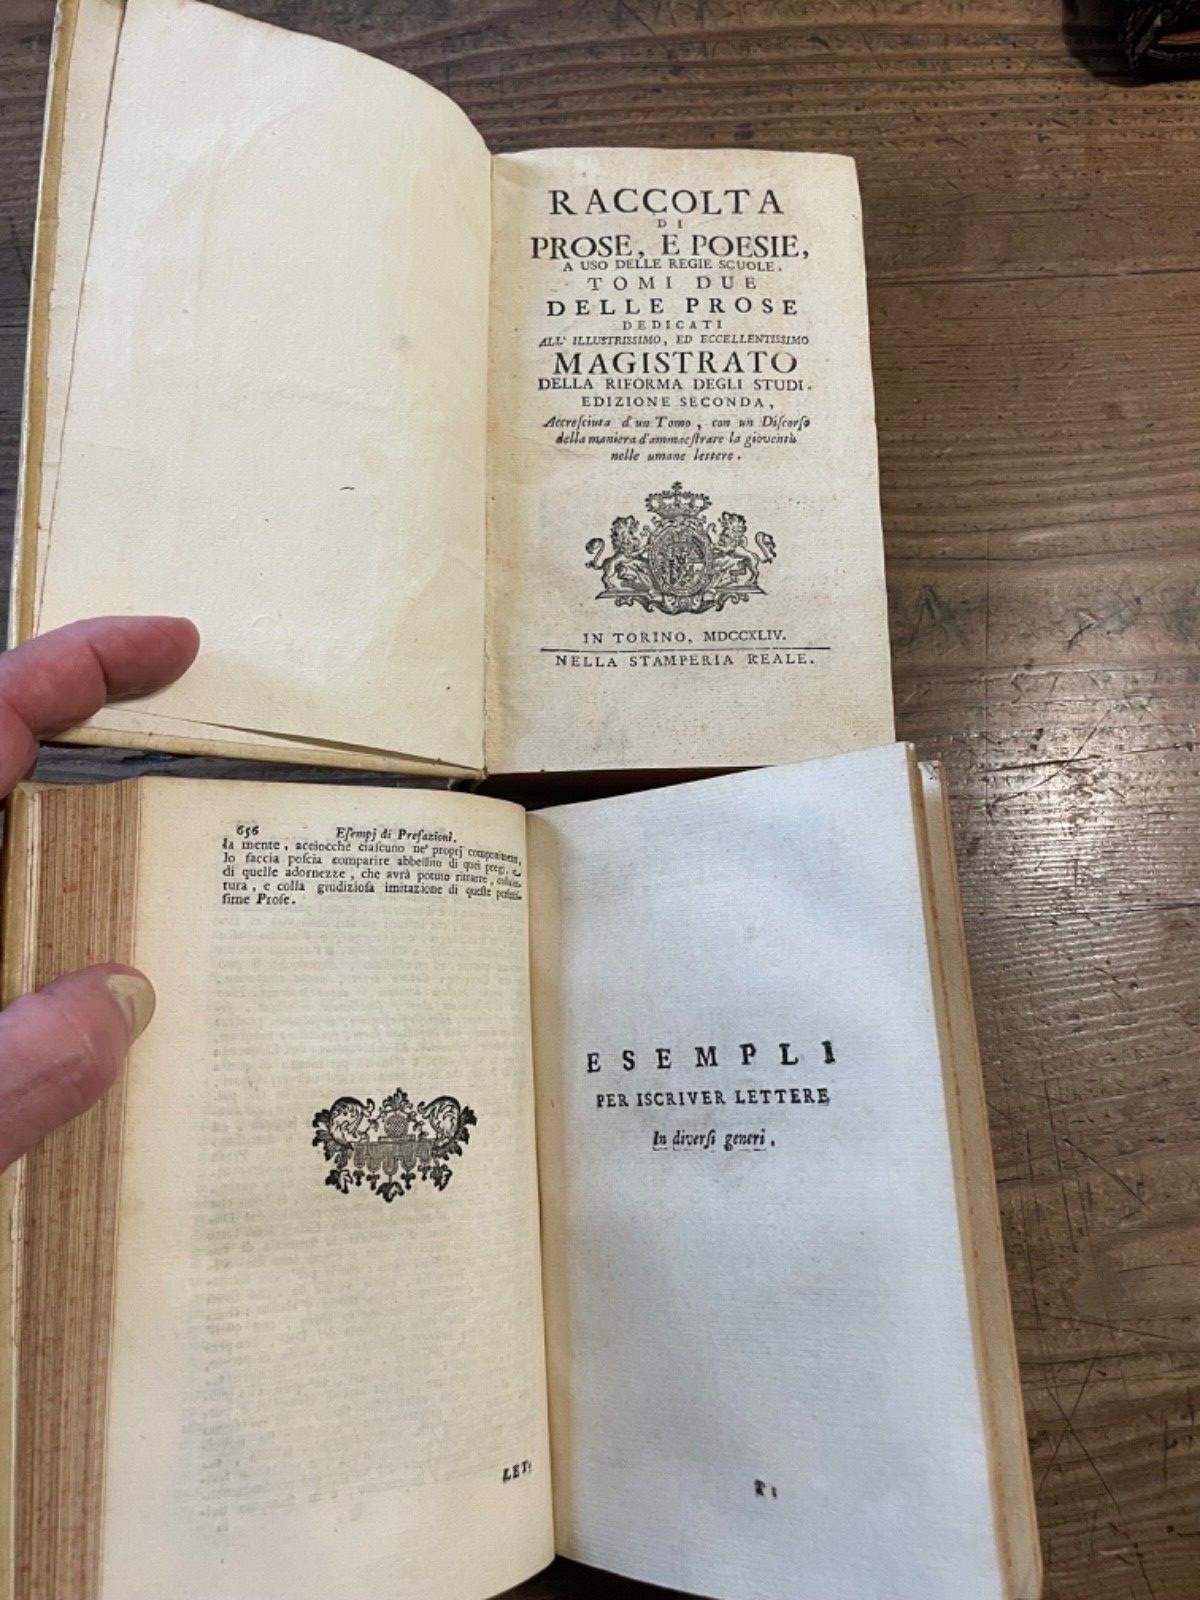 RACCOLTA
DI
PROSE, E POESIE,
A USO DELLE REGIE SCUOLE.
TOMI DUE
DELLE PROSE
DEDICATI
ALL' ILLUSTRISSIMO, ED ECCELLENTISSIMO
MAGISTRATO
DELLA RIFORMA DEGLI STUDI.
EDIZIONE SECONDA,
Accreſciuta d'un Tomo, con un Diſcorſo
della maniera d'ammaeſtrare la gioventù
nelle umane lettere.
IN TORINO, MDCCXLIV.
NELLA STAMPERIA REALE.
656 Eſempj di Prefazioni.
la mente, acciocchè ciaſcuno ne' proprj componimenti,
lo faccia poſcia comparire abbellito di quei pregi, e
di quelle adornezze, che avrà potuto ritrarre,
tura, e colla giudizioſa imitazione di queſte
ſime Proſe.
LET
ESEMPLI
PER ISCRIVER LETTERE
In diverſi generi.